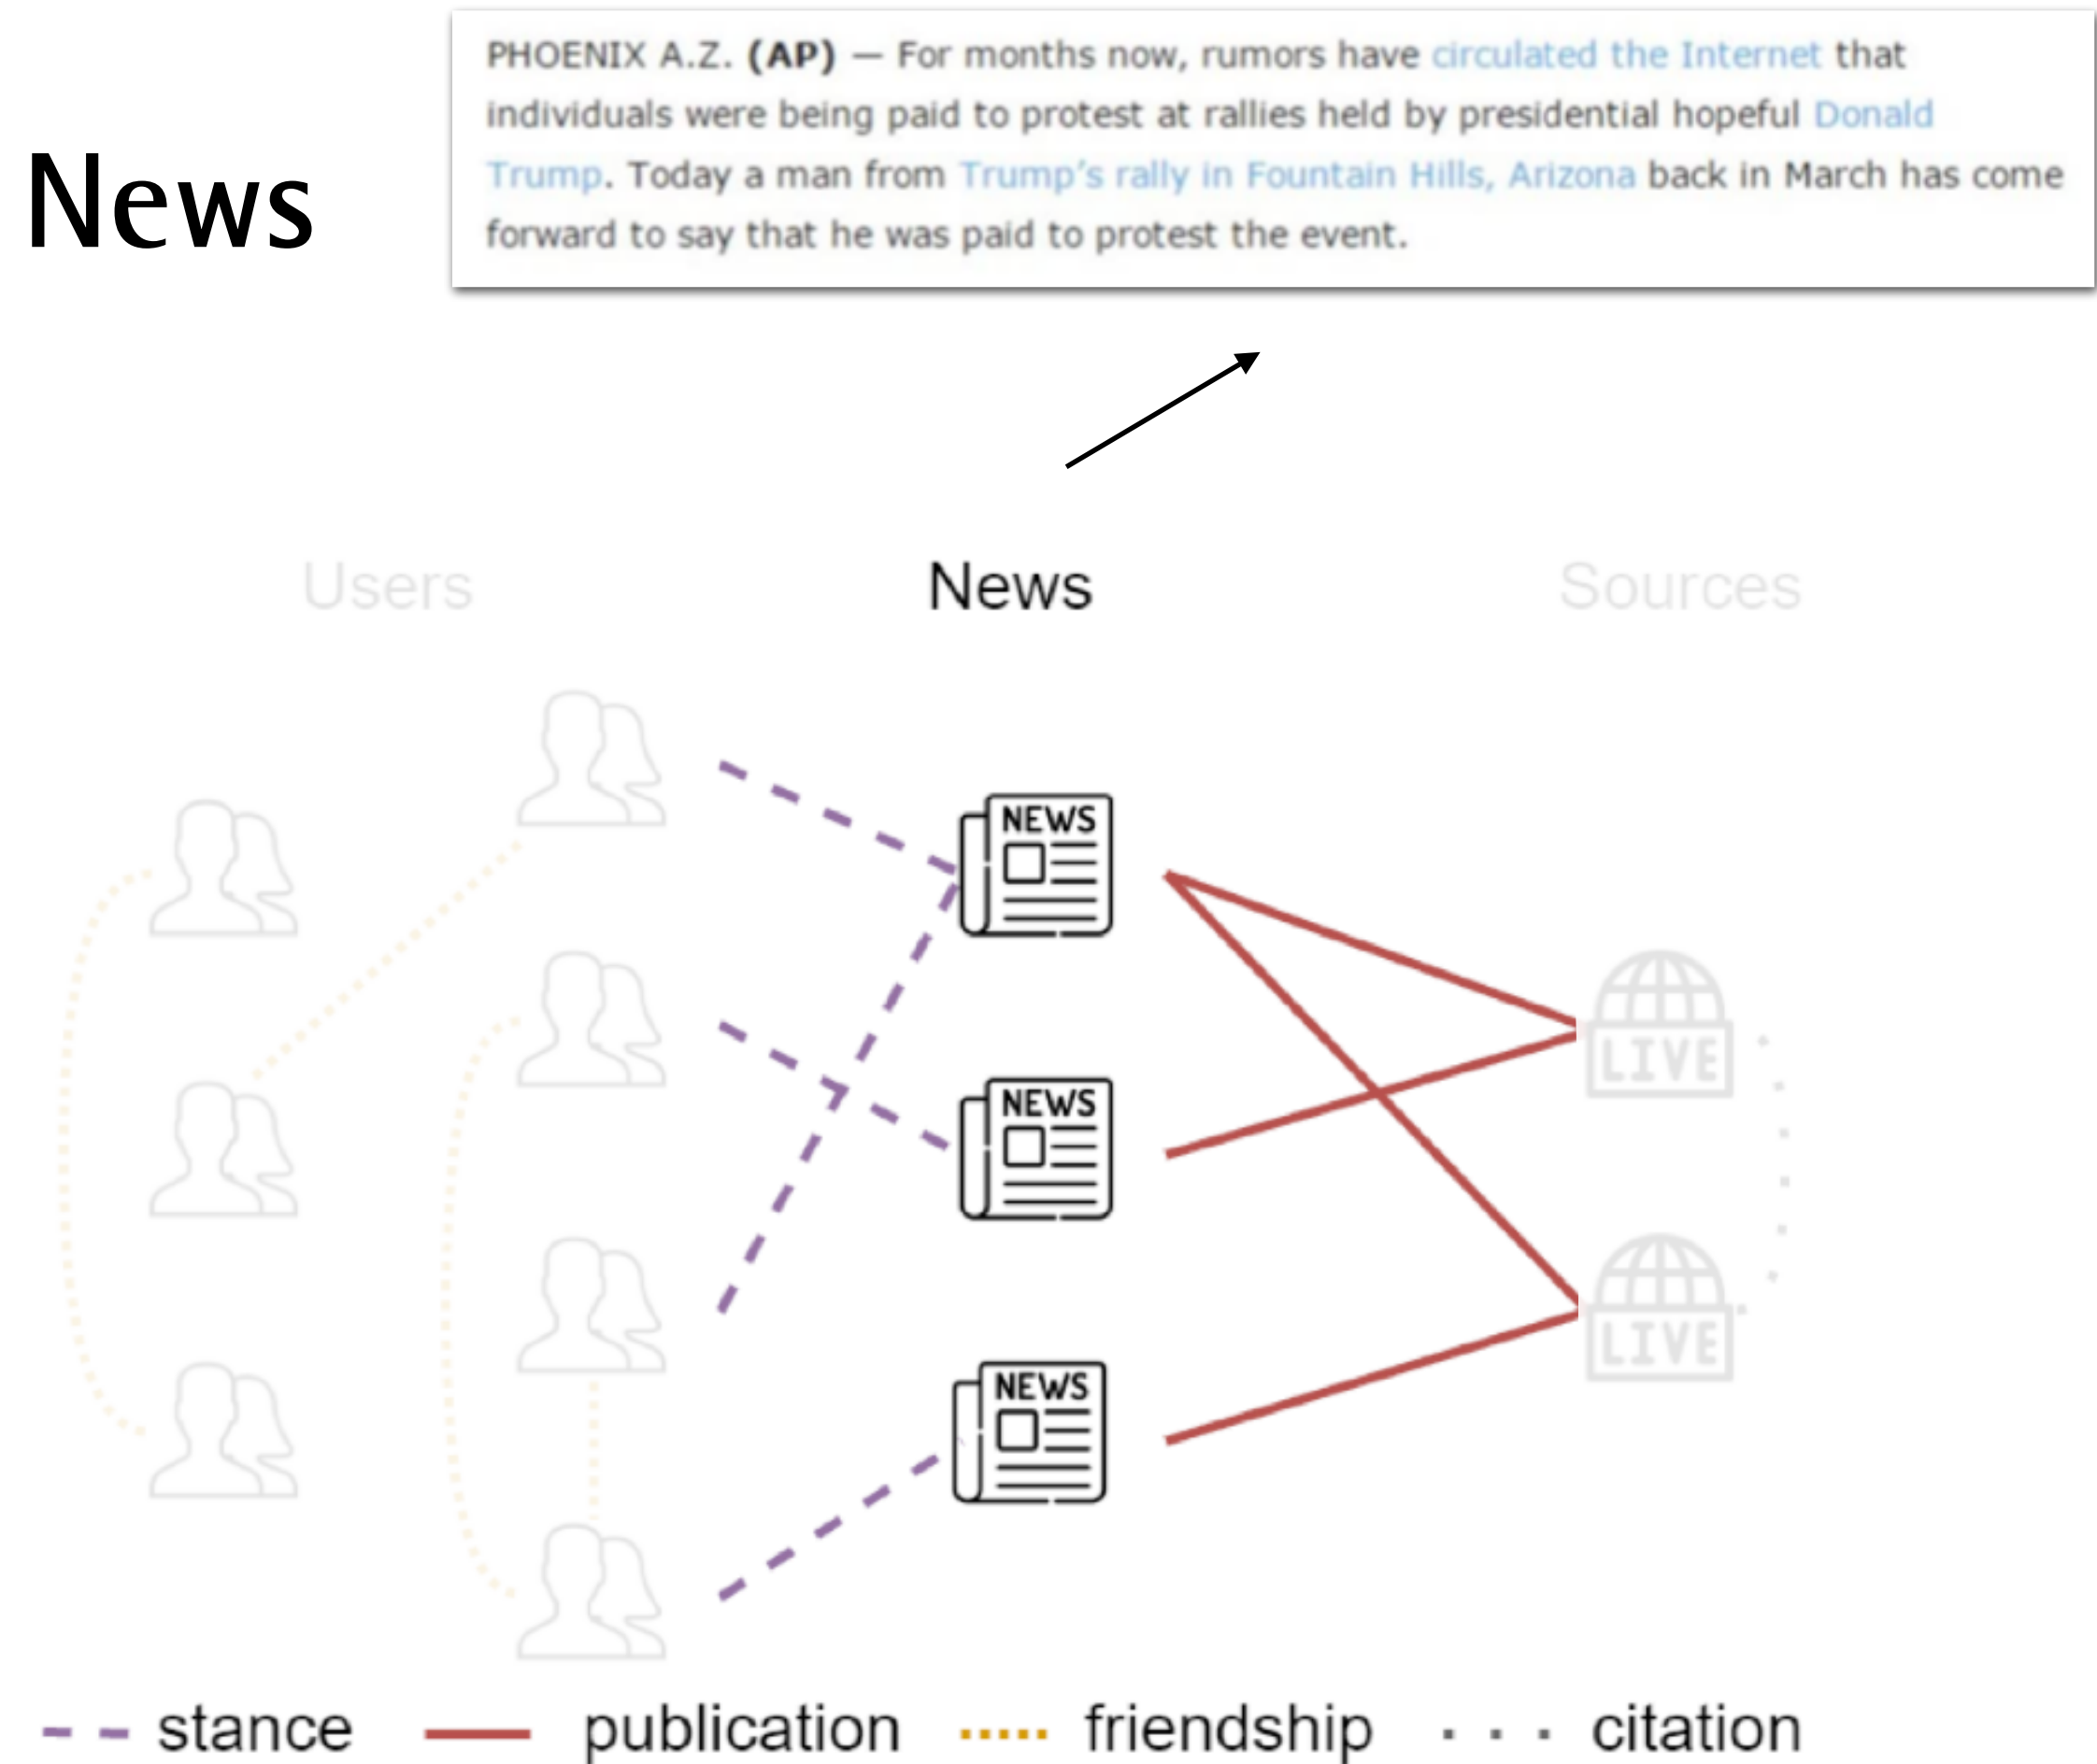 News
PHOENIX A.Z. (AP) — For months now, rumors have circulated the Internet that
individuals were being paid to protest at rallies held by presidential hopeful Donald
Trump. Today a man from Trump’s rally in Fountain Hills, Arizona back in March has come
forward to say that he was paid to protest the event.
Users
News
Sources
NEWS
NEWS
NEWS
LIVE
LIVE
stance
publication
friendship
citation